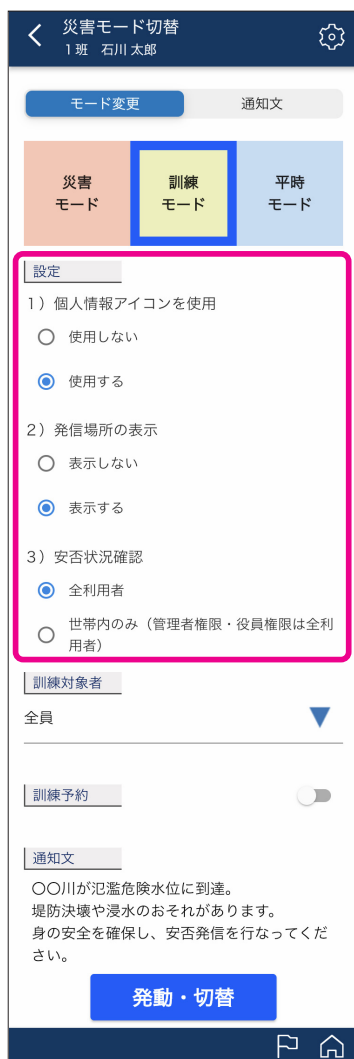 災害モード切替
1班 石川 太郎
モード変更
通知文
災害
モード
訓練
モード
平時
モード
設定
1）個人情報アイコンを使用
使用しない
使用する
2）発信場所の表示
表示しない
表示する
3）安否状況確認
全利用者
世帯内のみ（管理者権限・役員権限は全利
用者）
訓練対象者
全員
訓練予約
通知文
〇〇川が氾濫危険水位に到達。
堤防決壊や浸水のおそれがあります。
身の安全を確保し、安否発信を行なってくだ
さい。
発動・切替